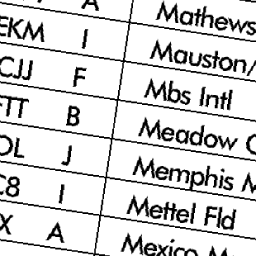 A Mathews
EKM I Mauston/
CJJ F Mbs Intl
FTT B Meadow
OL J Memphis
C8 I Mettel Fld
X A Mexico